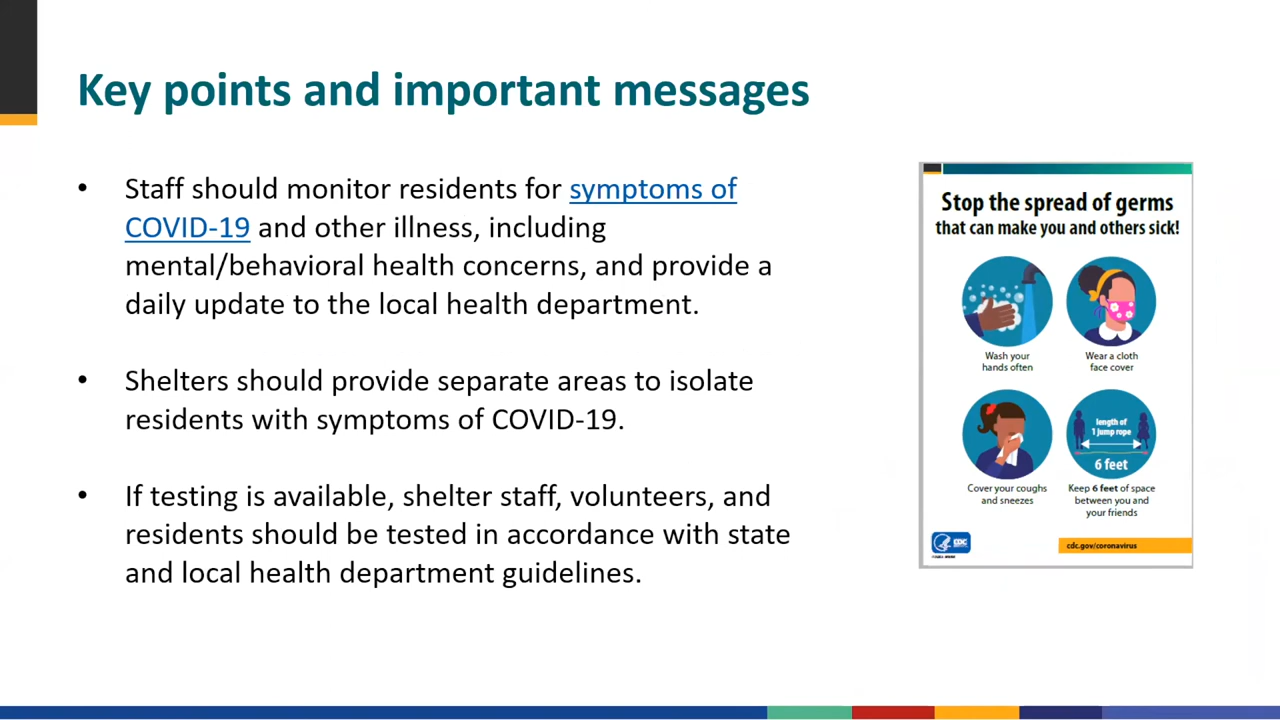 Key points and important messages
• Staff should monitor residents for symptoms of
COVID-19 and other illness, including
mental/behavioral health concerns, and provide a
daily update to the local health department.
• Shelters should provide separate areas to isolate
residents with symptoms of COVID-19.
• If testing is available, shelter staff, volunteers, and
residents should be tested in accordance with state
and local health department guidelines.
Stop the spread of germs
that can make you and others sick!
Wash your
hands often
Wear a cloth
face cover
Cover your coughs
and sneezes
length of
1 jump rope
6 feet
Keep 6 feet of space
between you and
your friends
CDC
cdc.gov/coronavirus